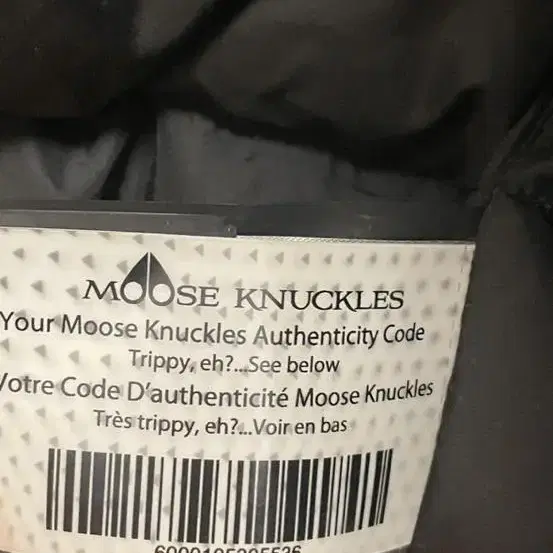 MOOSE KNUCKLES
Your Moose Knuckles Authenticity Code
Trippy, eh?...See below
Votre Code D'authenticité Moose Knuckles
Très trippy, eh?...Voir en bas